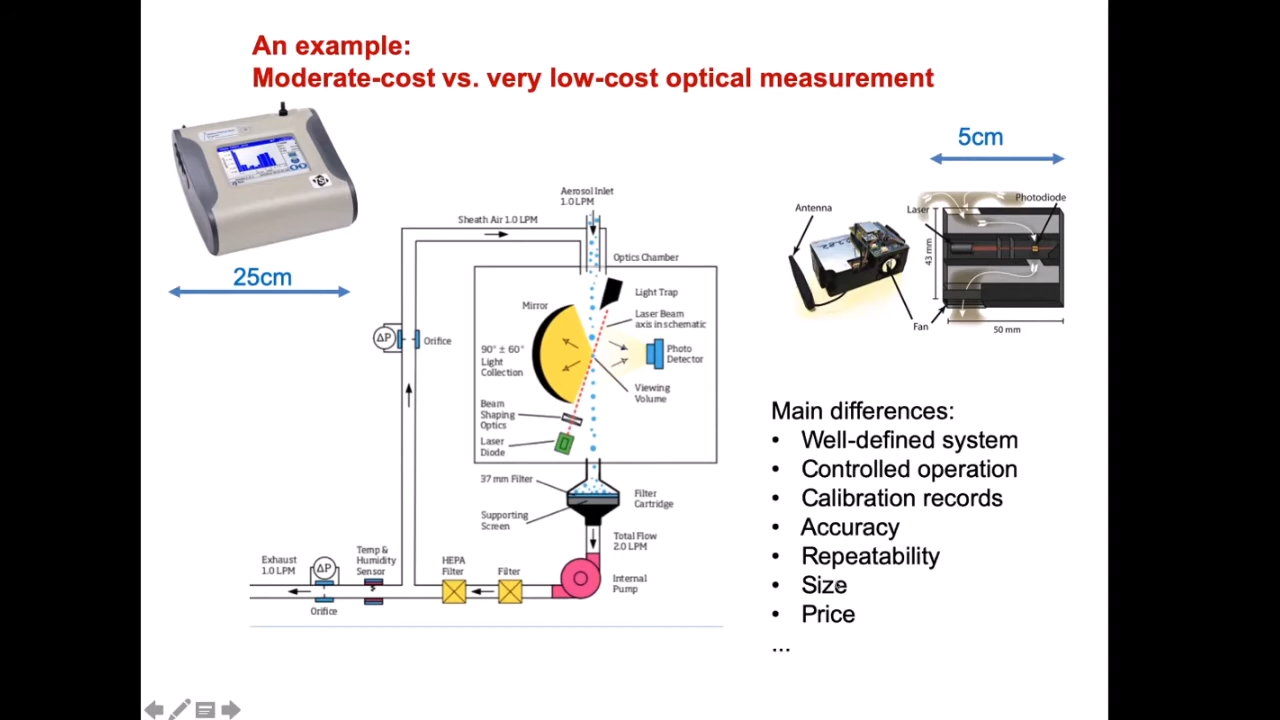 An example:
Moderate-cost vs. very low-cost optical measurement
25cm
Aerosol Inlet
1.0 LPM
Sheath Air 1.0 LPM
Optics Chamber
Light Trap
Mirror
Laser Beam
axis in schematic
ΔP
Orifice
90° ± 60°
Light
Collection
Photo
Detector
Viewing
Volume
Beam
Shaping
Optics
Laser
Diode
37 mm Filter
Filter
Cartridge
Supporting
Screen
Total Flow
2.0 LPM
Exhaust
1.0 LPM
ΔP
Temp &
Humidity
Sensor
HEPA
Filter
Filter
Internal
Pump
Orifice
5cm
Antenna
Laser
Photodiode
43 mm
Fan
50 mm
Main differences:
• Well-defined system
• Controlled operation
• Calibration records
• Accuracy
• Repeatability
• Size
• Price
...